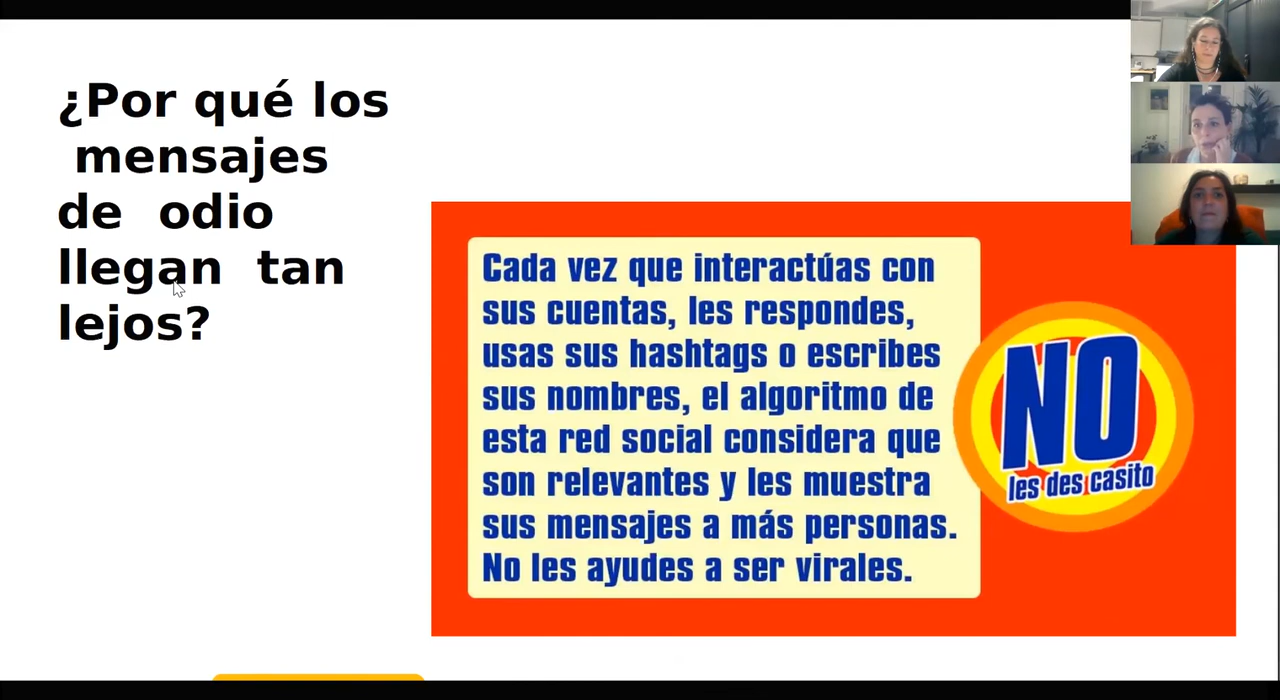 ¿Por qué los
mensajes
de odio
llegan tan
lejos?
Cada vez que interactúas con
sus cuentas, les respondes,
usas sus hashtags o escribes
sus nombres, el algoritmo de
esta red social considera que
son relevantes y les muestra
sus mensajes a más personas.
No les ayudes a ser virales.
NO
les des casito